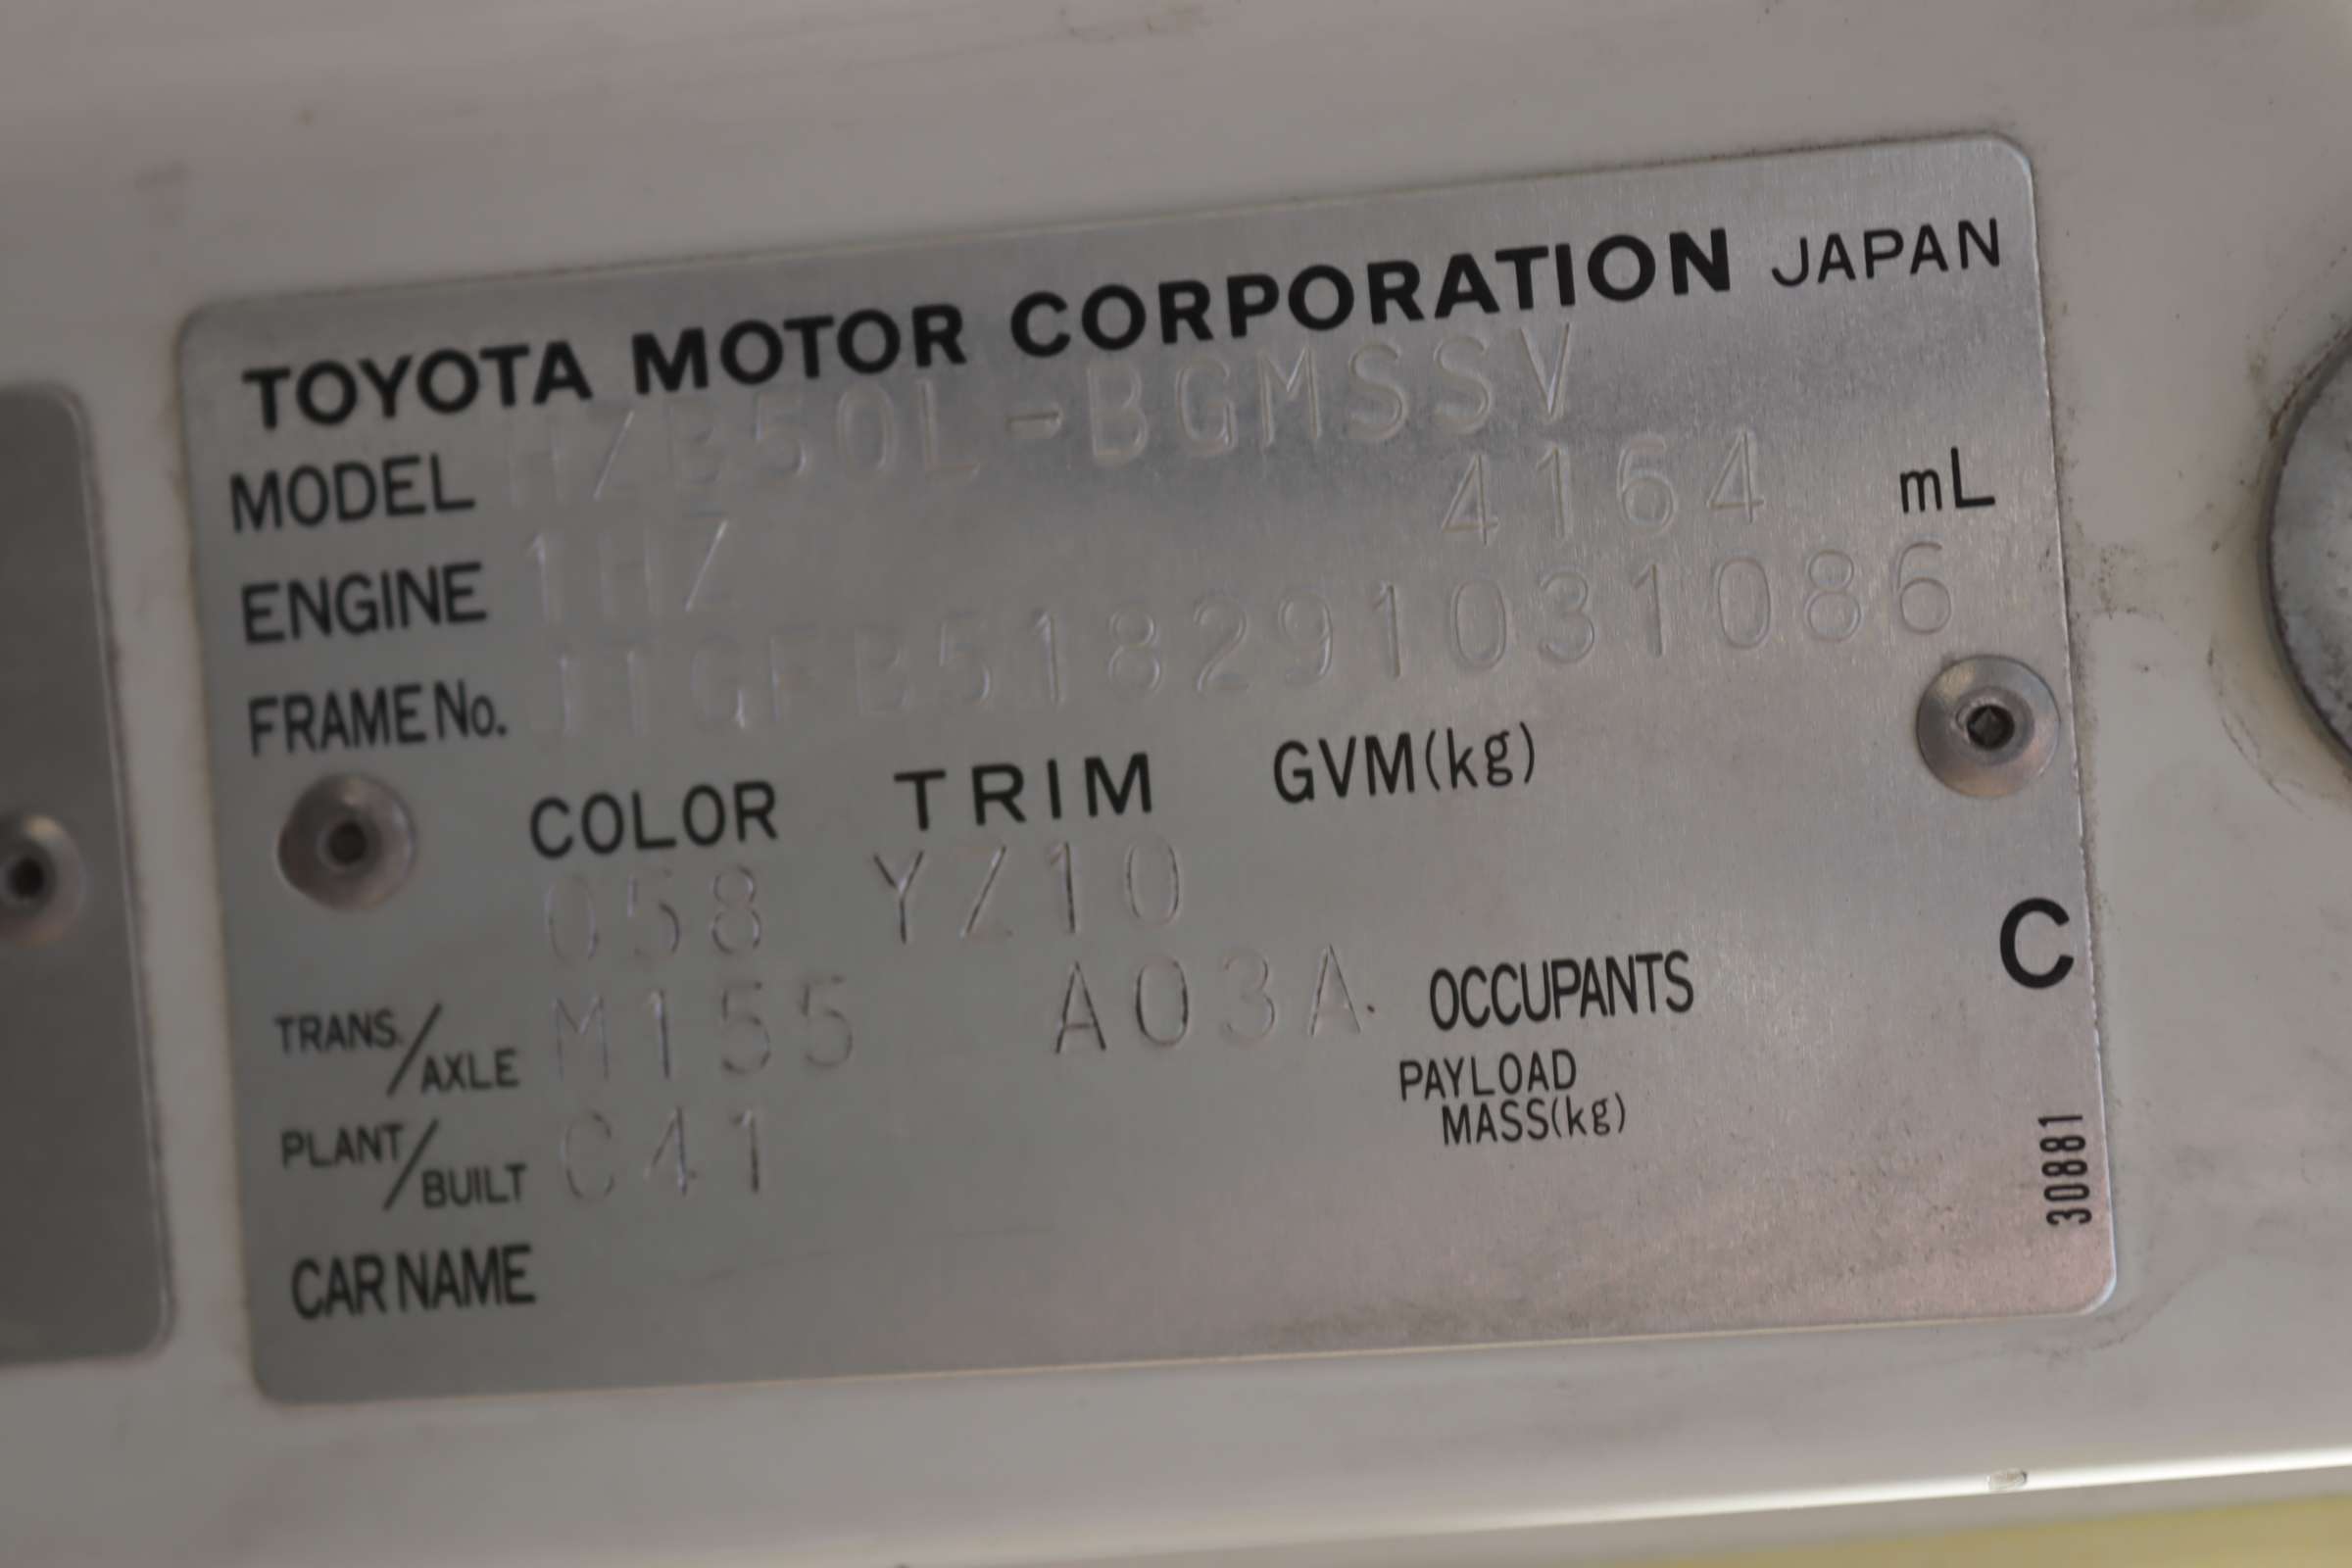 TOYOTA MOTOR CORPORATION JAPAN
MODEL HZB50L-BGMSSV
ENGINE 1HZ 4164 mL
FRAME No. JTGFB518291031086
COLOR TRIM GVM(kg)
058 YZ10
C
TRANS./AXLE M155 A03A OCCUPANTS
PAYLOAD MASS(kg)
PLANT/BUILT C41
30881
CAR NAME